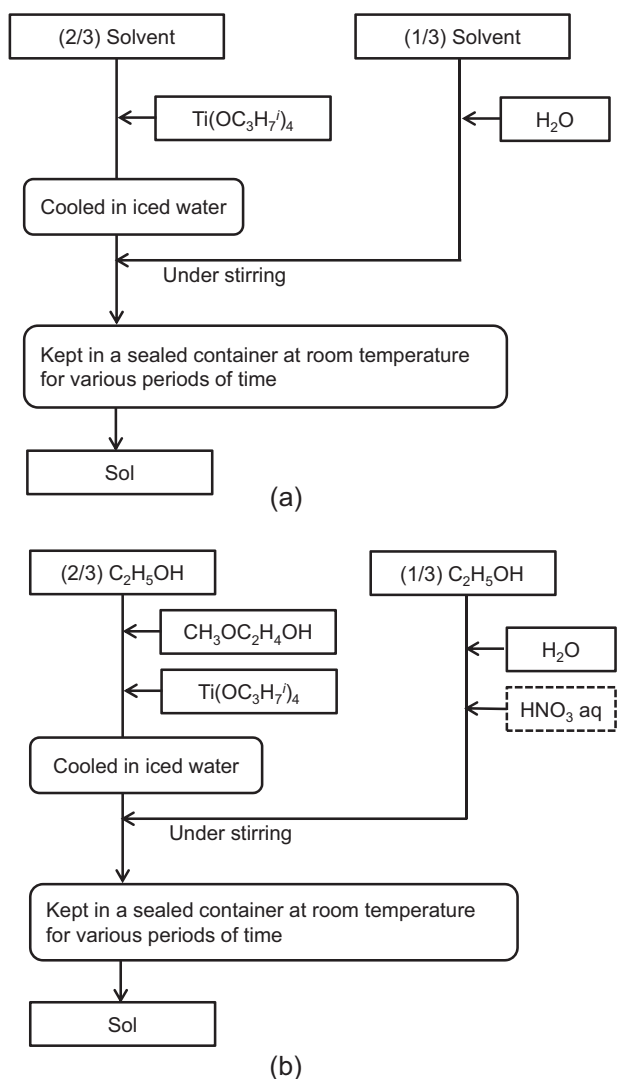 (2/3) Solvent
(1/3) Solvent
Ti(OC₃H₇ⁱ)₄
H₂O
Cooled in iced water
Under stirring
Kept in a sealed container at room temperature
for various periods of time
Sol
(a)
(2/3) C₂H₅OH
(1/3) C₂H₅OH
CH₃OC₂H₄OH
H₂O
Ti(OC₃H₇ⁱ)₄
HNO₃ aq
Cooled in iced water
Under stirring
Kept in a sealed container at room temperature
for various periods of time
Sol
(b)